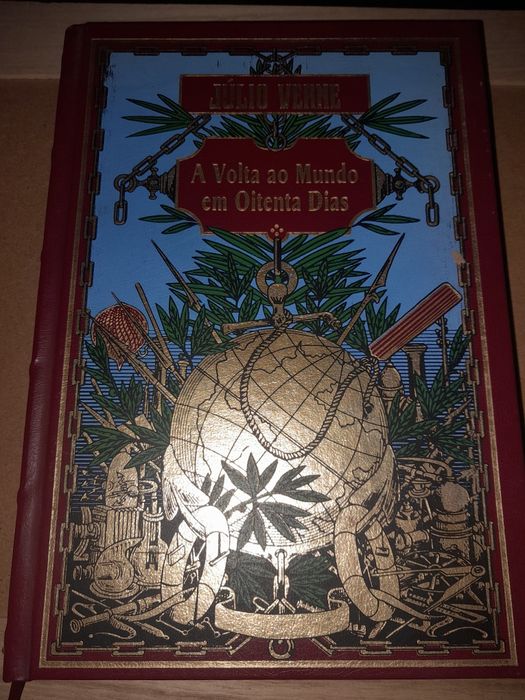 JÚLIO VERNE
A Volta ao Mundo
em Oitenta Dias